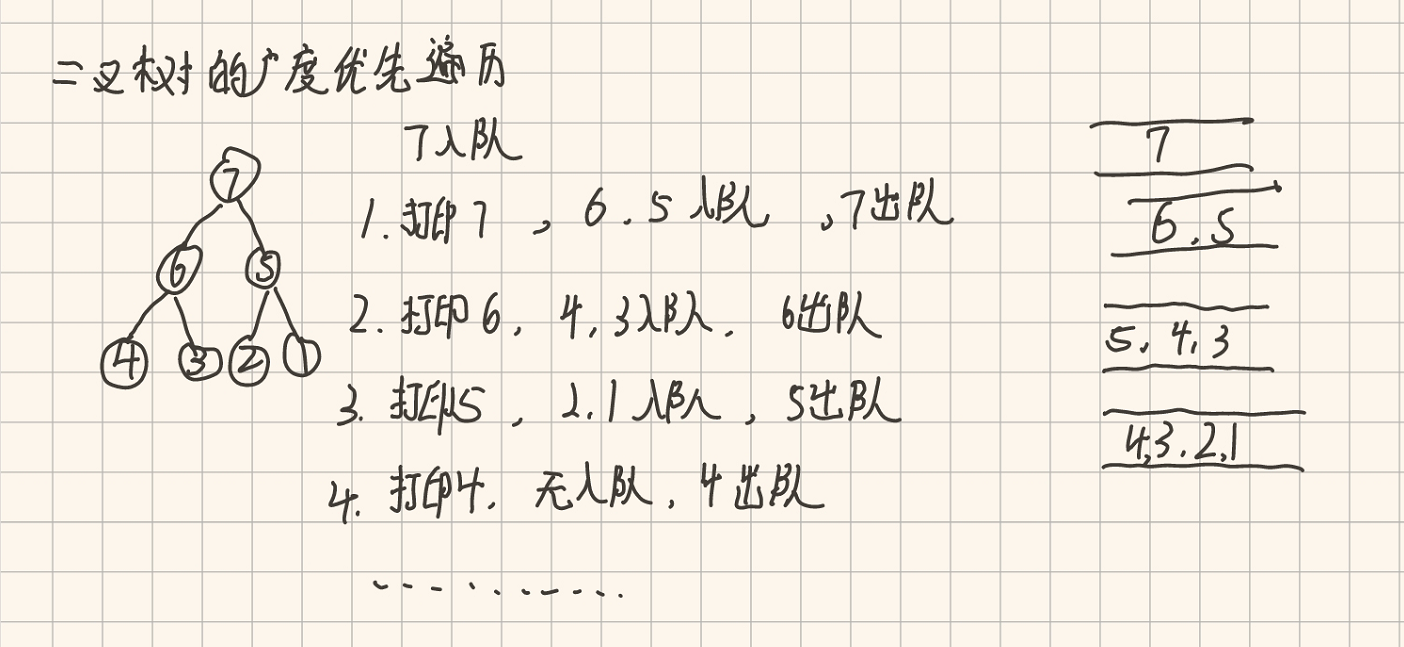 二叉树的广度优先遍历
7入队
1. 打印7 , 6. 5 入队 , 7出队
2. 打印6, 4, 3入队, 6出队
3. 打印5, 2. 1入队, 5出队
4. 打印4, 无入队, 4出队
..........
7
6
5
4
3
2
1
7
6. 5
5, 4, 3
4,3. 2,1